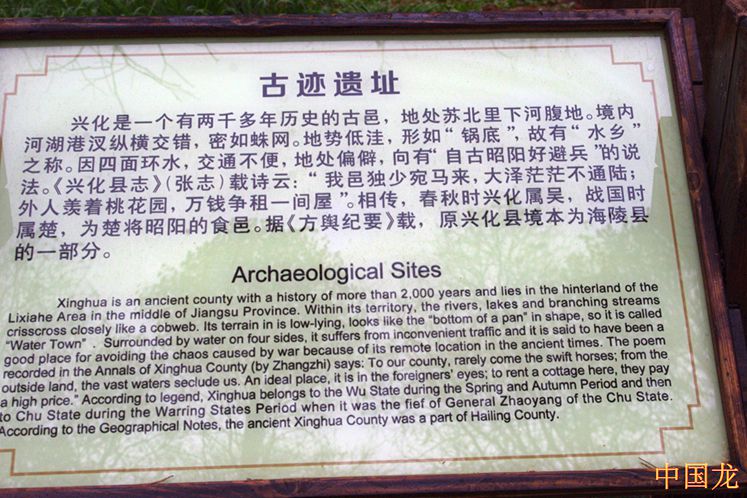 古迹遗址
兴化是一个有两千多年历史的古邑，地处苏北里下河腹地。境内
河湖港汊纵横交错，密如蛛网。地势低洼，形如“锅底”，故有“水乡”
之称。因四面环水，交通不便，地处偏僻，向有“自古昭阳好避兵”的说
法。《兴化县志》（张志）载诗云：“我邑独少宛马来，大泽茫茫不通陆；
外人羡着桃花园，万钱争租一间屋”。相传，春秋时兴化属吴，战国时
属楚，为楚将昭阳的食邑。据《方舆纪要》载，原兴化县境本为海陵县
的一部分。
Archaeological Sites
Xinghua is an ancient county with a history of more than 2,000 years and lies in the hinterland of the
Lixiahe Area in the middle of Jiangsu Province. Within its territory, the rivers, lakes and branching streams
crisscross closely like a cobweb. Its terrain in is low-lying, looks like the “bottom of a pan” in shape, so it is called
“Water Town” . Surrounded by water on four sides, it suffers from inconvenient traffic and it is said to have been a
good place for avoiding the chaos caused by war because of its remote location in the ancient times. The poem
recorded in the Annals of Xinghua County (by Zhangzhi) says: To our county, rarely come the swift horses; from the
outside land, the vast waters seclude us. An ideal place, it is in the foreigners' eyes; to rent a cottage here, they pay
a high price.” According to legend, Xinghua belongs to the Wu State during the Spring and Autumn Period and then
to Chu State during the Warring States Period when it was the fief of General Zhaoyang of the Chu State.
According to the Geographical Notes, the ancient Xinghua County was a part of Hailing County.
中国龙